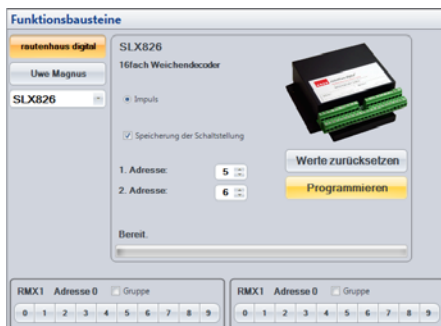 Funktionsbausteine
rautenhaus digital
Uwe Magnus
SLX826
SLX826
16fach Weichendecoder
Impuls
Speicherung der Schaltstellung
1. Adresse: 5
2. Adresse: 6
Werte zurücksetzen
Programmieren
Bereit.
RMX1 Adresse 0 Gruppe
0 1 2 3 4 5 6 7 8 9
RMX1 Adresse 0 Gruppe
0 1 2 3 4 5 6 7 8 9